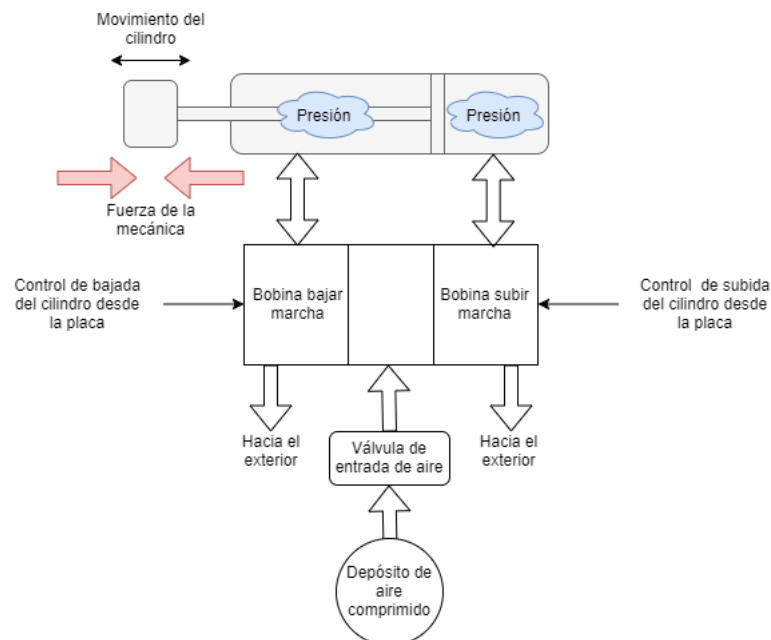 Movimiento del
cilindro
Presión
Presión
Fuerza de la
mecánica
Control de bajada
del cilindro desde
la placa
Bobina bajar
marcha
Bobina subir
marcha
Control de subida
del cilindro desde
la placa
Hacia el
exterior
Válvula de
entrada de aire
Hacia el
exterior
Depósito de
aire
comprimido